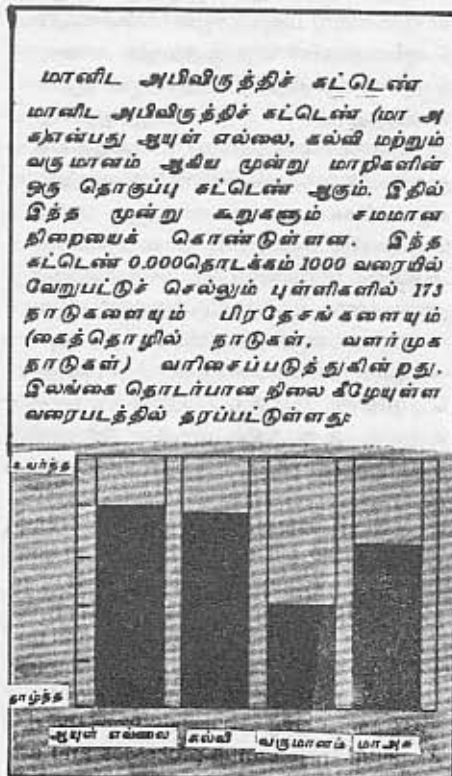 மானிட அபிவிருத்திச் சுட்டெண்
மானிட அபிவிருத்திச் சுட்டெண் (மா அ
சு)என்பது ஆயுள் எல்லை, கல்வி மற்றும்
வருமானம் ஆகிய மூன்று மாறிகளின்
ஒரு தொகுப்பு சுட்டெண் ஆகும். இதில்
இந்த மூன்று கூறுகளும் சமமான
நிறையைக் கொண்டுள்ளன. இந்த
சுட்டெண் 0.000தொடக்கம் 1000 வரையில்
வேறுபட்டுச் செல்லும் புள்ளிகளில் 173
நாடுகளையும் பிரதேசங்களையும்
(கைத்தொழில் நாடுகள், வளர்முக
நாடுகள்) வரிசைப்படுத்துகின்றது.
இலங்கை தொடர்பான நிலை கீழேயுள்ள
வரைபடத்தில் தரப்பட்டுள்ளது:
உயர்ந்த
தாழ்ந்த
ஆயுள் எல்லை கல்வி வருமானம் மாஅசு